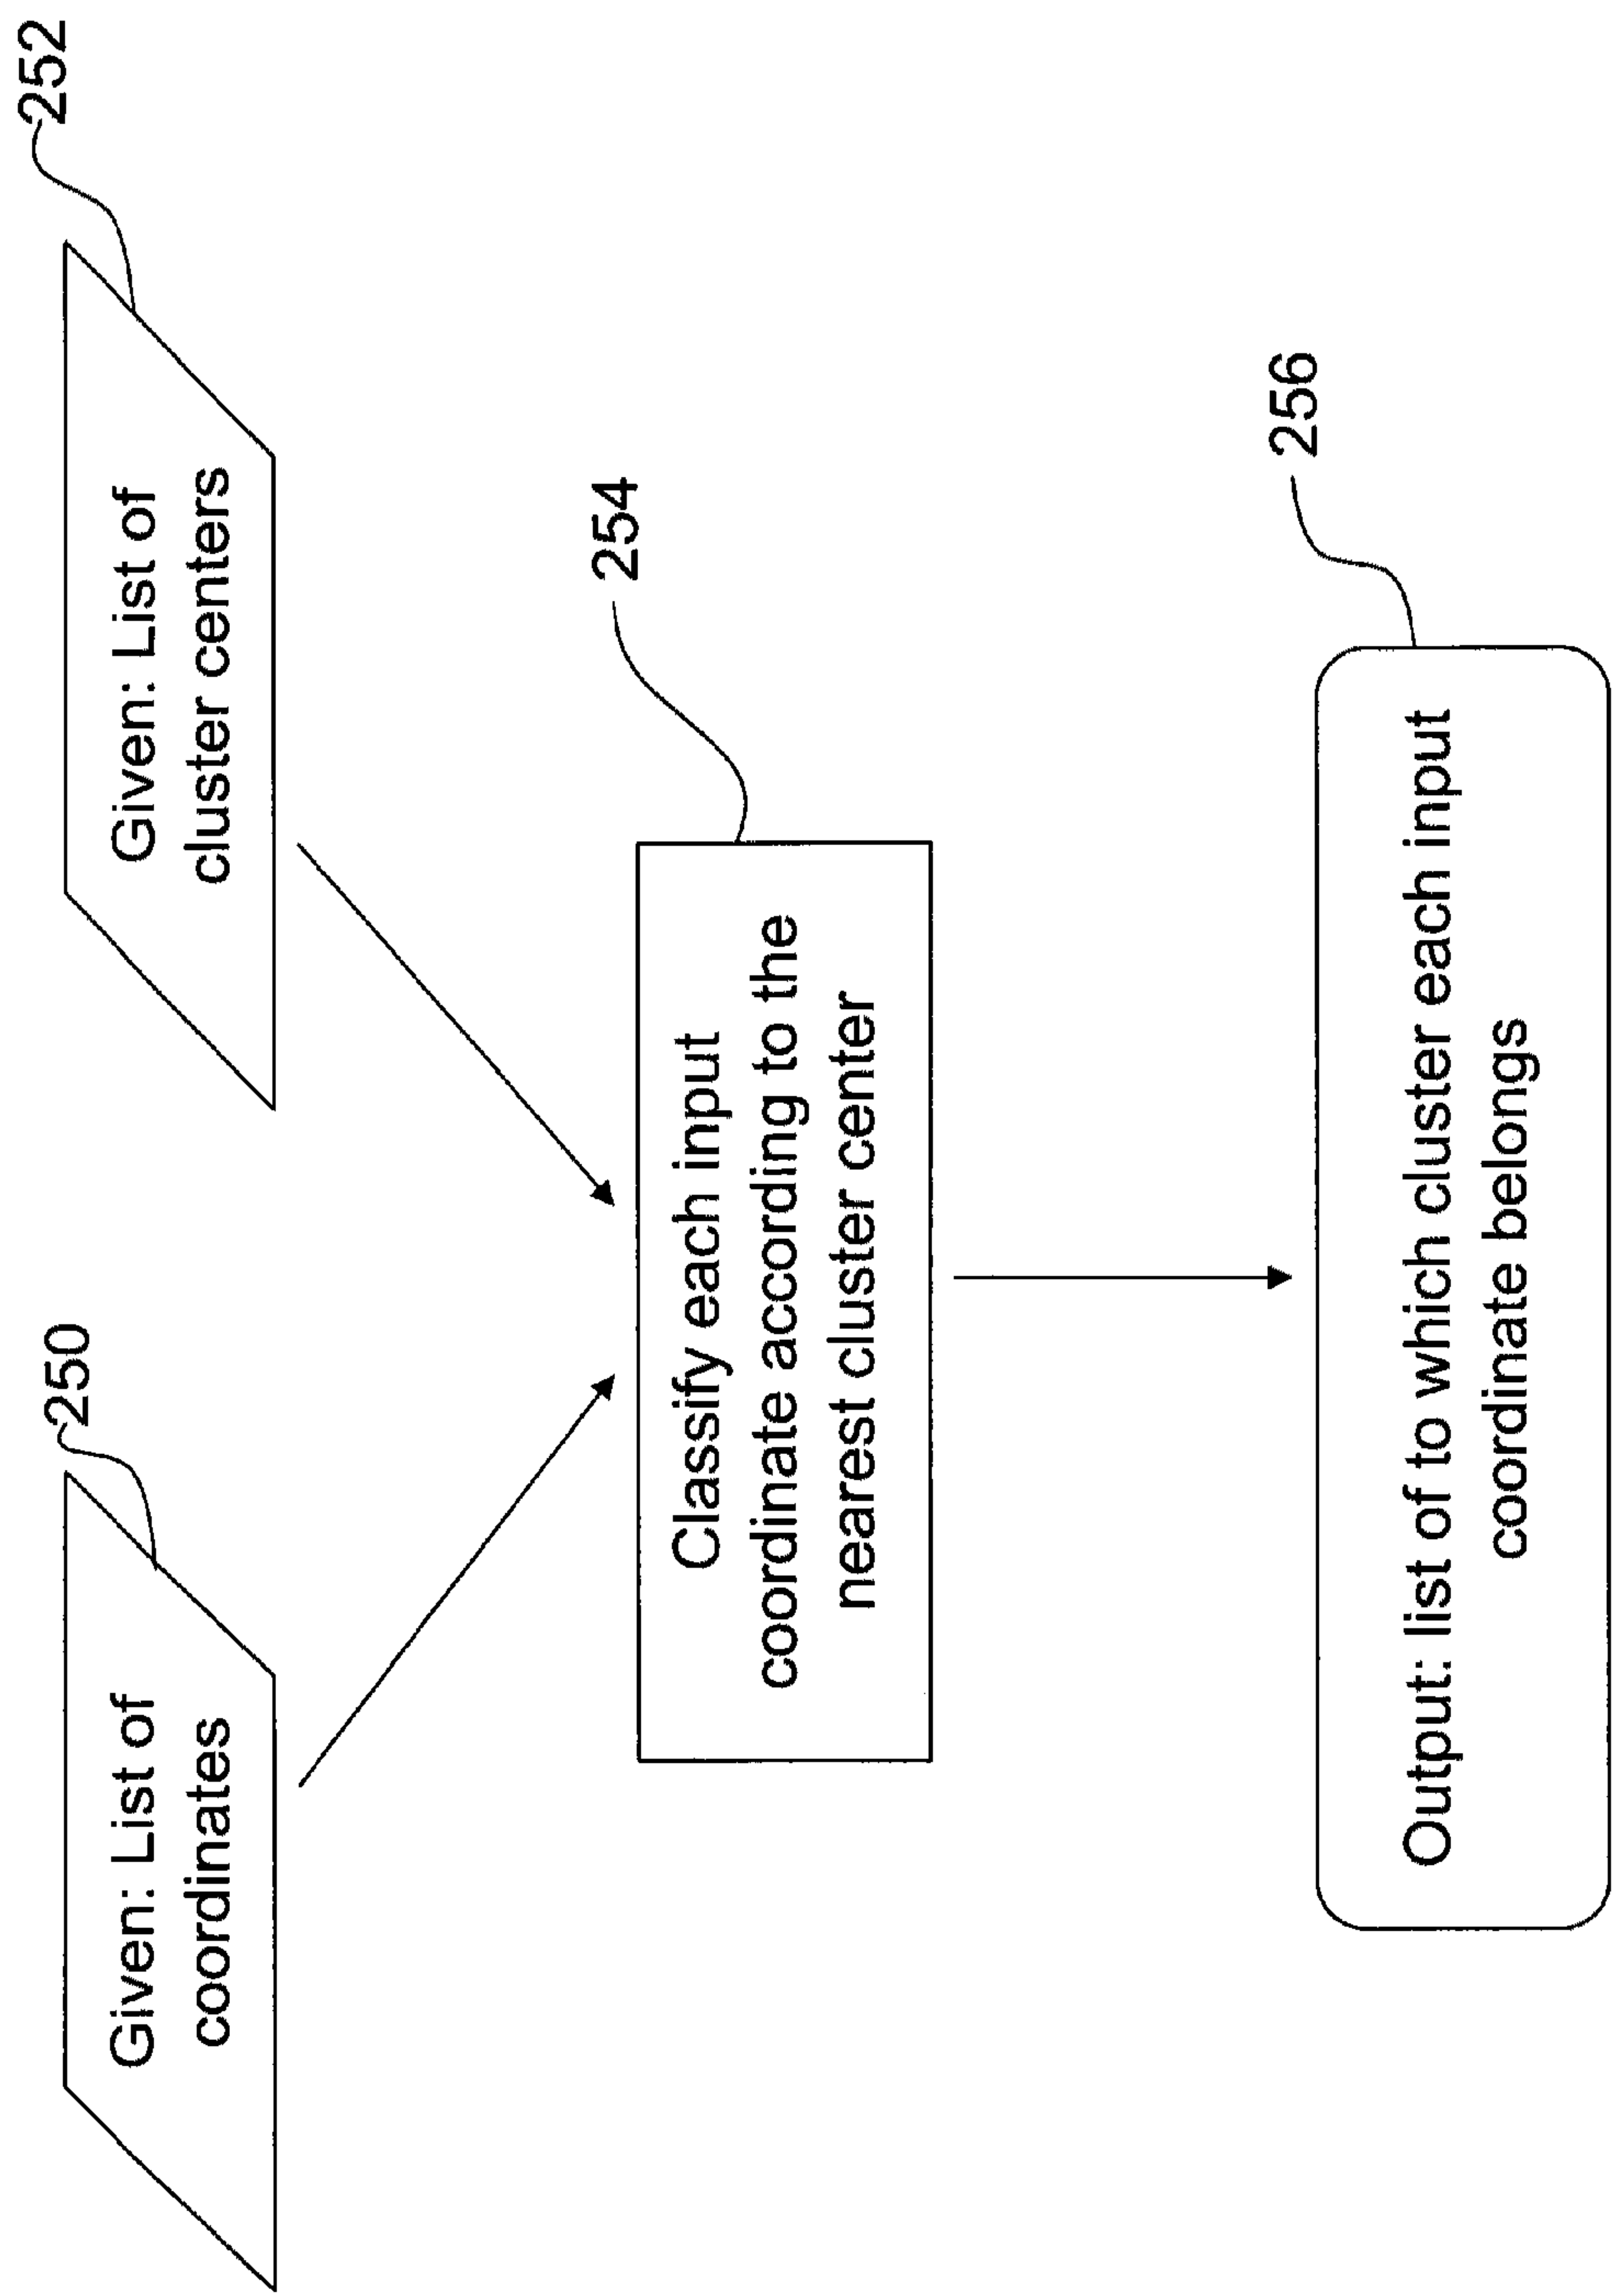 250
252
Given: List of
coordinates
Given: List of
cluster centers
254
Classify each input
coordinate according to the
nearest cluster center
256
Output: list of to which cluster each input
coordinate belongs